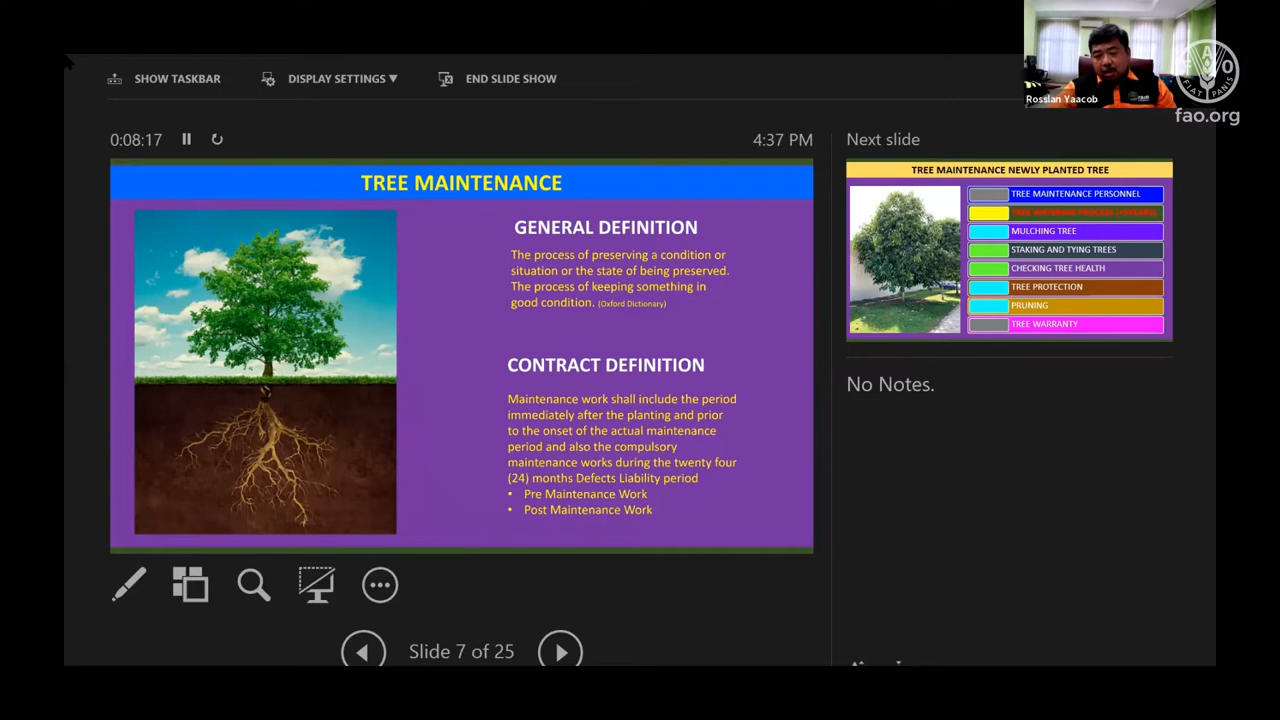 SHOW TASKBAR
DISPLAY SETTINGS ▼
END SLIDE SHOW
Rosslan Yaacob
FAO
FIAT PANIS
fao.org
0:08:17
4:37 PM
TREE MAINTENANCE
GENERAL DEFINITION
The process of preserving a condition or
situation or the state of being preserved.
The process of keeping something in
good condition. (Oxford Dictionary)
CONTRACT DEFINITION
Maintenance work shall include the period
immediately after the planting and prior
to the onset of the actual maintenance
period and also the compulsory
maintenance works during the twenty four
(24) months Defects Liability period
• Pre Maintenance Work
• Post Maintenance Work
Next slide
TREE MAINTENANCE NEWLY PLANTED TREE
TREE MAINTENANCE PERSONNEL
TREE WATERING PROCESS
MULCHING TREE
STAKING AND TYING TREES
CHECKING TREE HEALTH
TREE PROTECTION
PRUNING
TREE WARRANTY
No Notes.
Slide 7 of 25